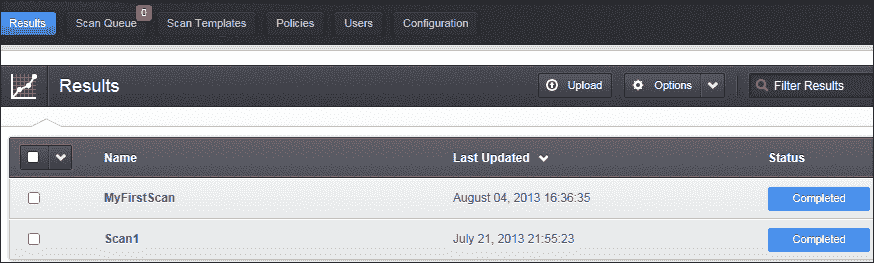 Results Scan Queue 0 Scan Templates Policies Users Configuration
Results Upload Options Filter Results
Name Last Updated Status
MyFirstScan August 04, 2013 16:36:35 Completed
Scan1 July 21, 2013 21:55:23 Completed